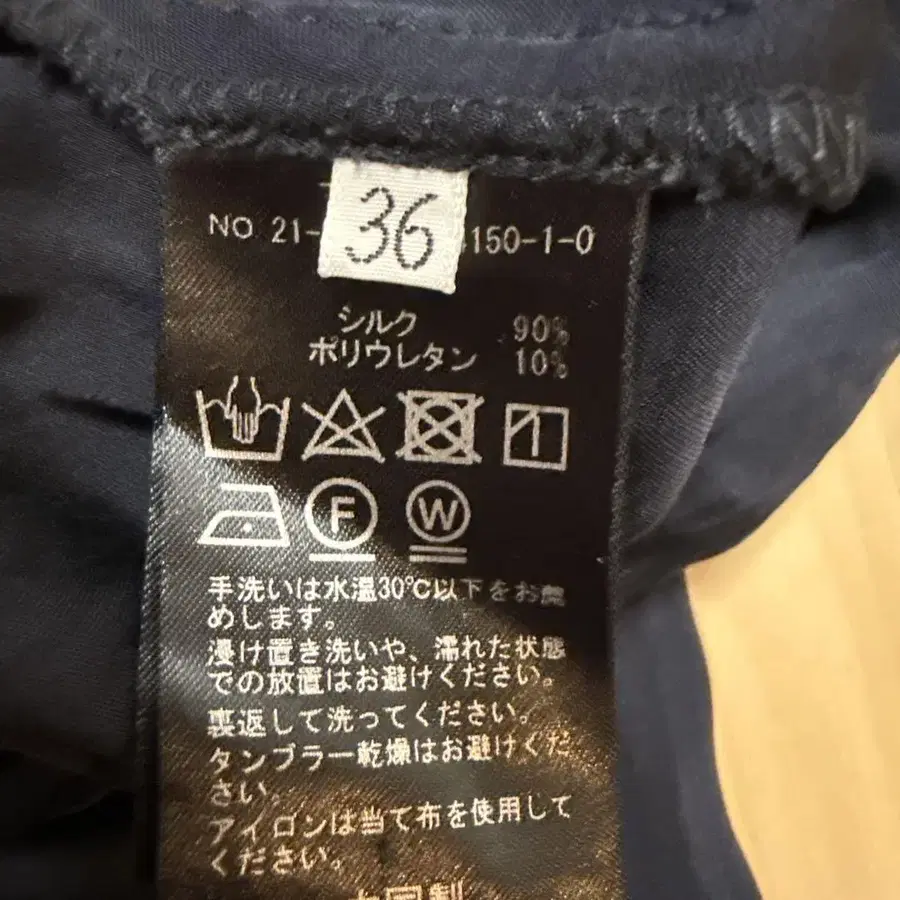 NO 21-
36
150-1-0
シルク 90%
ポリウレタン 10%
F
W
手洗いは水温30℃以下をお薦
めします。
浸け置き洗いや、濡れた状態
での放置はお避けください。
裏返して洗ってください。
タンブラー乾燥はお避けくだ
さい。
アイロンは当て布を使用して
ください。